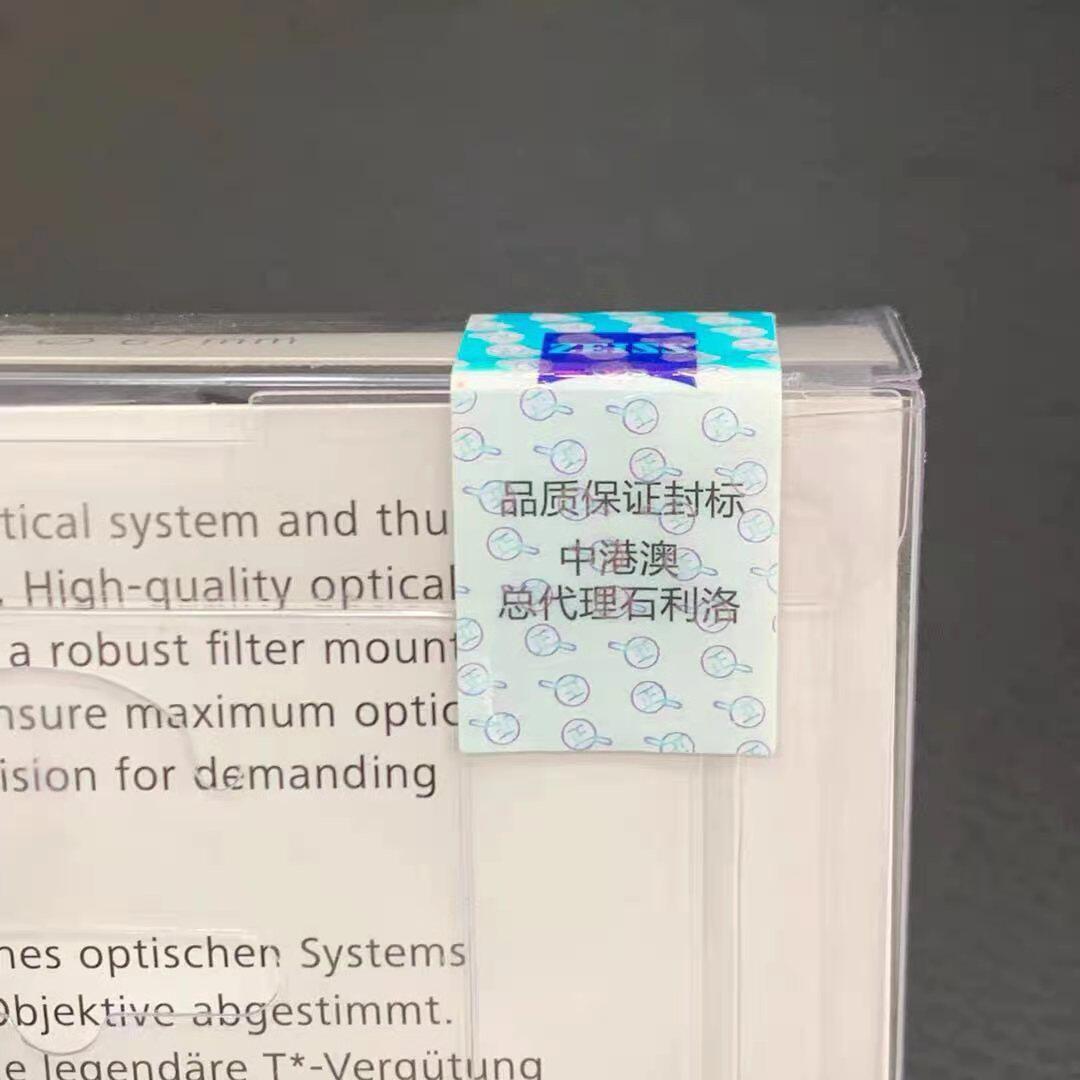 67mm
ZEISS
品质保证封标
中港澳
总代理石利洛
tical system and thu
. High-quality optical
a robust filter mount
nsure maximum optic
ision for demanding
nes optischen Systems
Objektive abgestimmt.
e legendäre T*-Vergütung